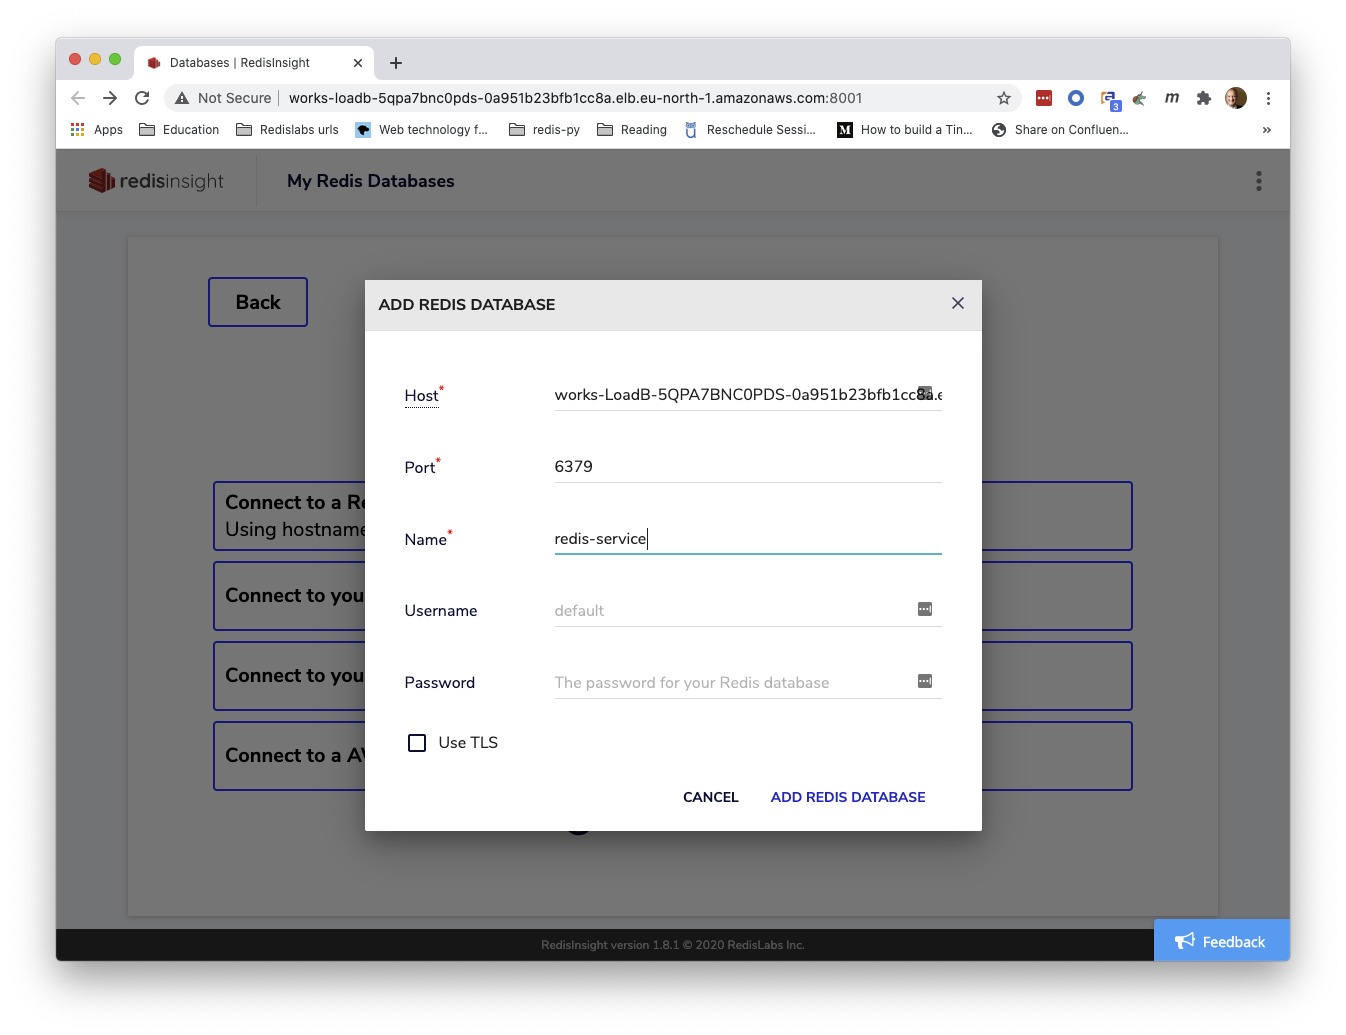 Databases | RedisInsight
Not Secure works-loadb-5qpa7bnc0pds-0a951b23bfb1cc8a.elb.eu-north-1.amazonaws.com:8001
3
m
Apps Education Redislabs urls Web technology f... redis-py Reading Reschedule Sessi... M How to build a Tin... Share on Confluen... »
redisinsight My Redis Databases
Back
ADD REDIS DATABASE
Host*
works-LoadB-5QPA7BNC0PDS-0a951b23bfb1cc8a.e
Port*
6379
Name*
redis-service
Username
default
Password
The password for your Redis database
Use TLS
CANCEL ADD REDIS DATABASE
Connect to a Re
Using hostname
Connect to you
Connect to you
Connect to a A
RedisInsight version 1.8.1 © 2020 RedisLabs Inc.
Feedback